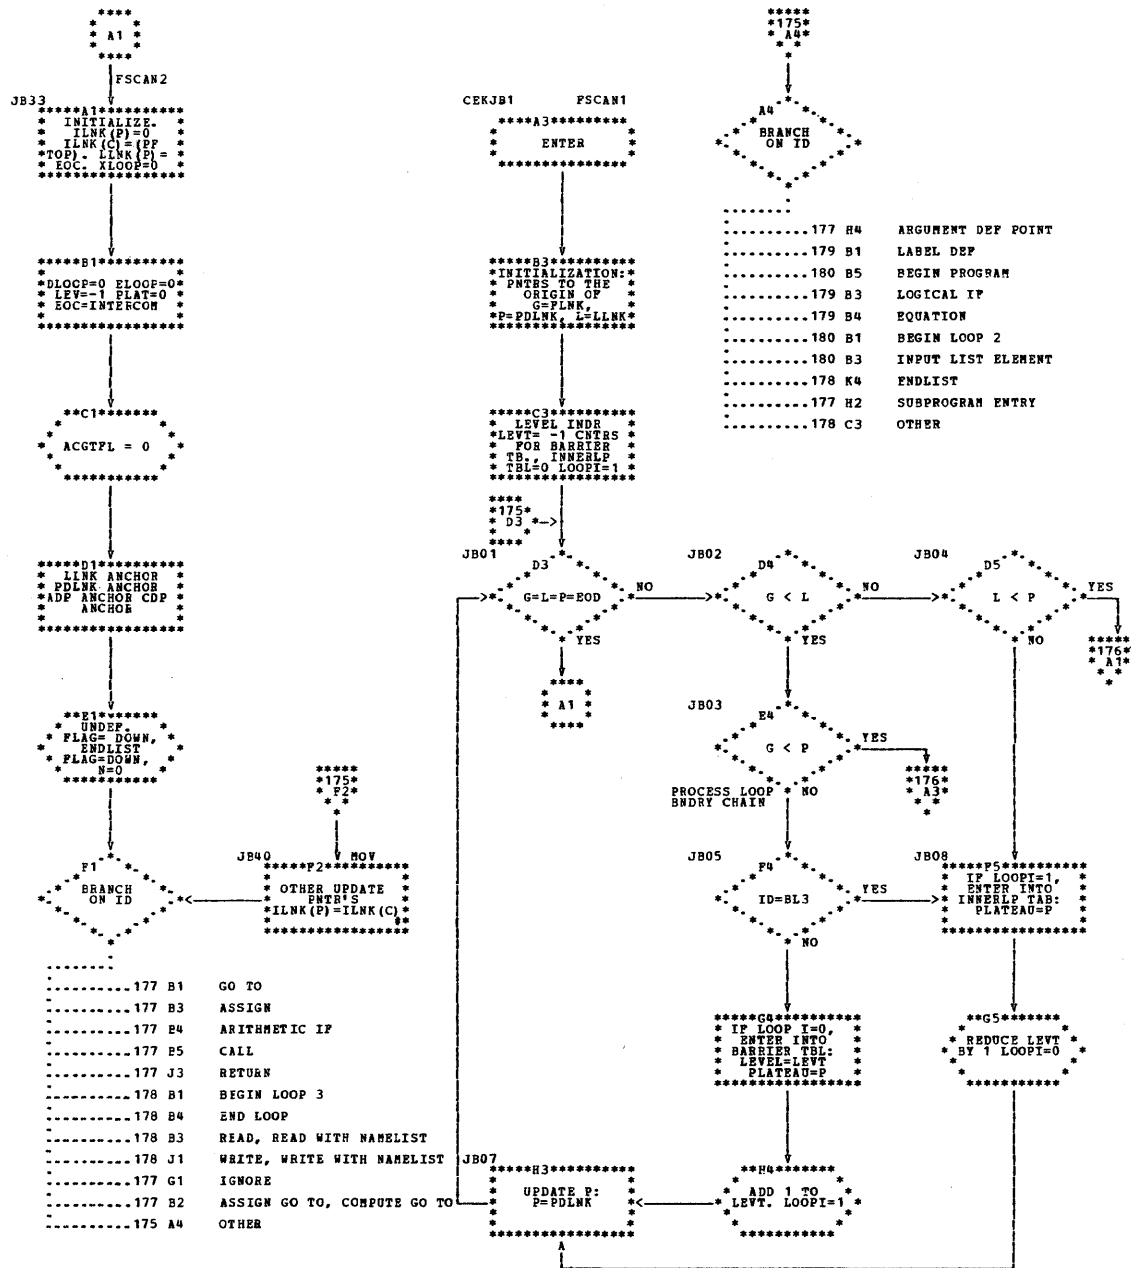 A1
FSCAN2
JB33
A1
INITIALIZE.
ILNK(P)=0
ILNK(C)=(PF
TOP). LLNK(P)=
EOC. XLOOP=0
B1
DLOOP=0 ELOOP=0
LEV=-1 PLAT=0
EOC=INTERCOM
C1
ACGTFL = 0
D1
LINK ANCHOR
PDLNK ANCHOR
ADP ANCHOR CDP
ANCHOR
E1
UNDEF.
FLAG= DOWN,
ENDLIST
FLAG=DOWN,
N=0
F1
BRANCH
ON ID
175
F2
MOV
JB40
F2
OTHER UPDATE
PNTR'S
ILNK(P)=ILNK(C)
177 B1 GO TO
177 B3 ASSIGN
177 E4 ARITHMETIC IF
177 E5 CALL
177 J3 RETURN
178 B1 BEGIN LOOP 3
178 B4 END LOOP
178 B3 READ, READ WITH NAMELIST
178 J1 WRITE, WRITE WITH NAMELIST
177 G1 IGNORE
177 B2 ASSIGN GO TO, COMPUTE GO TO
175 A4 OTHER
CEKJB1 FSCAN1
A3
ENTER
B3
INITIALIZATION:
PNTRS TO THE
ORIGIN OF
G=PLNK,
P=PDLNK, L=LLNK
C3
LEVEL INDR
LEVT= -1 CNTRS
FOR BARRIER
TB., INNERLP
TBL=0 LOOPI=1
175
D3
JB01
D3
G=L=P=EOD
NO
YES
A1
175
A4
A4
BRANCH
ON ID
177 H4 ARGUMENT DEF POINT
179 B1 LABEL DEF
180 B5 BEGIN PROGRAM
179 B3 LOGICAL IF
179 B4 EQUATION
180 B1 BEGIN LOOP 2
180 B3 INPUT LIST ELEMENT
178 K4 ENDLIST
177 H2 SUBPROGRAM ENTRY
178 C3 OTHER
JB02
D4
G < L
NO
YES
JB04
D5
L < P
YES
NO
176
A1
JB03
E4
G < P
YES
NO
176
A3
PROCESS LOOP
BNDRY CHAIN
JB05
F4
ID=BL3
YES
NO
JB08
F5
IF LOOPI=1,
ENTER INTO
INNERLP TAB:
PLATEAU=P
G4
IF LOOP I=0,
ENTER INTO
BARRIER TBL:
LEVEL=LEVT
PLATEAU=P
G5
REDUCE LEVT
BY 1 LOOPI=0
JB07
H3
UPDATE P:
P=PDLNK
H4
ADD 1 TO
LEVT. LOOPI=1